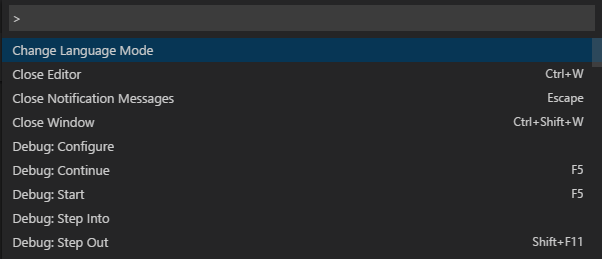 >
Change Language Mode
Close Editor Ctrl+W
Close Notification Messages Escape
Close Window Ctrl+Shift+W
Debug: Configure
Debug: Continue F5
Debug: Start F5
Debug: Step Into
Debug: Step Out Shift+F11